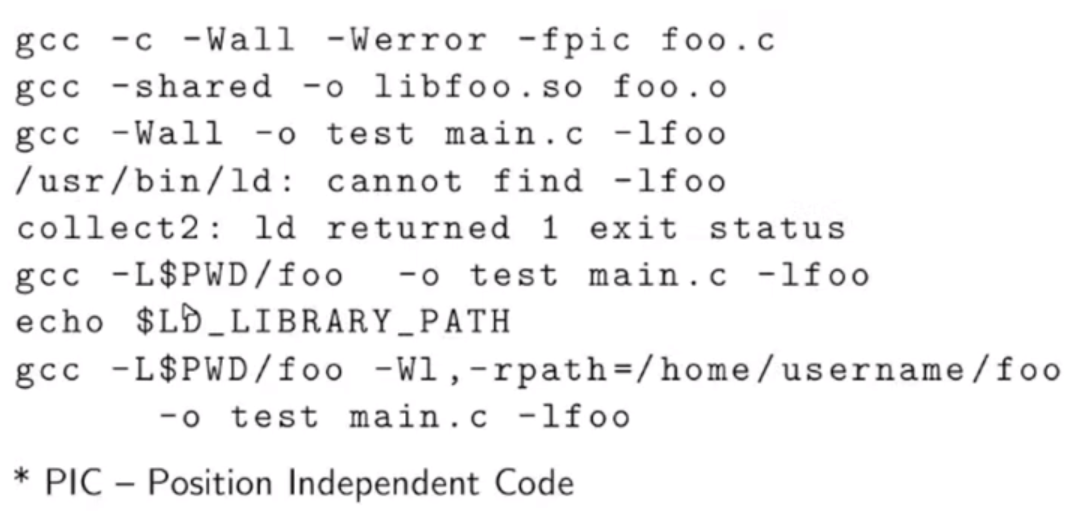 gcc -c -Wall -Werror -fpic foo.c
gcc -shared -o libfoo.so foo.o
gcc -Wall -o test main.c -lfoo
/usr/bin/ld: cannot find -lfoo
collect2: ld returned 1 exit status
gcc -L$PWD/foo -o test main.c -lfoo
echo $LD_LIBRARY_PATH
gcc -L$PWD/foo -Wl,-rpath=/home/username/foo
-o test main.c -lfoo
* PIC – Position Independent Code